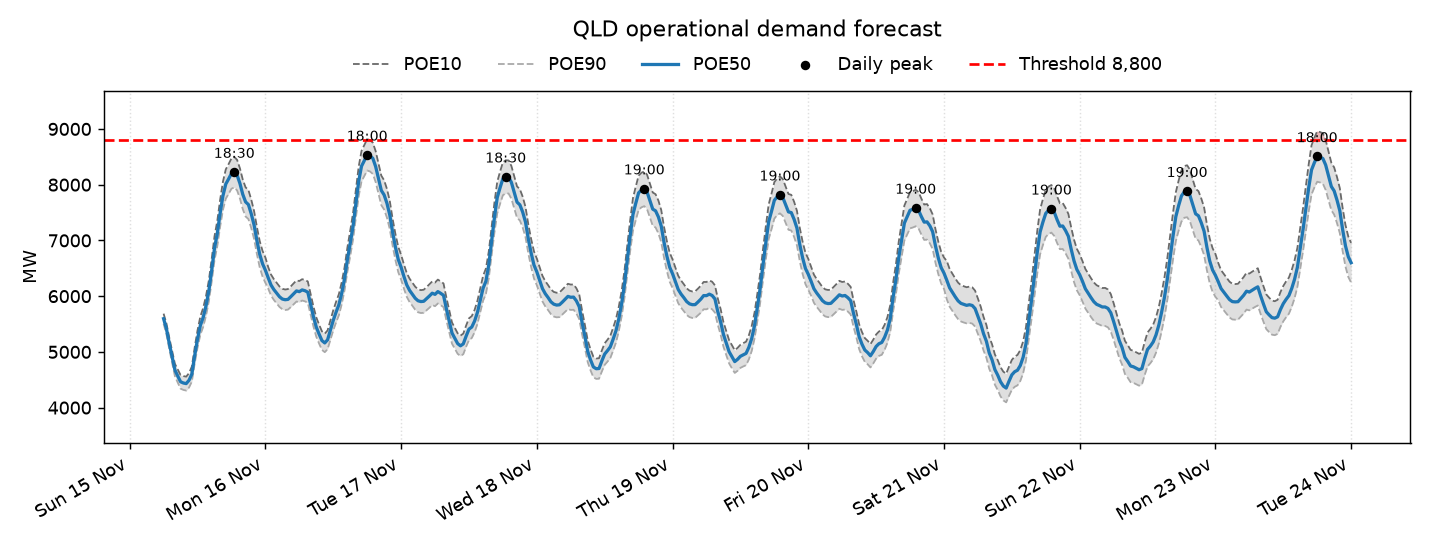 QLD operational demand forecast
POE10 POE90 POE50 Daily peak Threshold 8,800
MW
9000
8000
7000
6000
5000
4000
18:30 18:00 18:30 19:00 19:00 19:00 19:00 19:00 18:00
Sun 15 Nov Mon 16 Nov Tue 17 Nov Wed 18 Nov Thu 19 Nov Fri 20 Nov Sat 21 Nov Sun 22 Nov Mon 23 Nov Tue 24 Nov